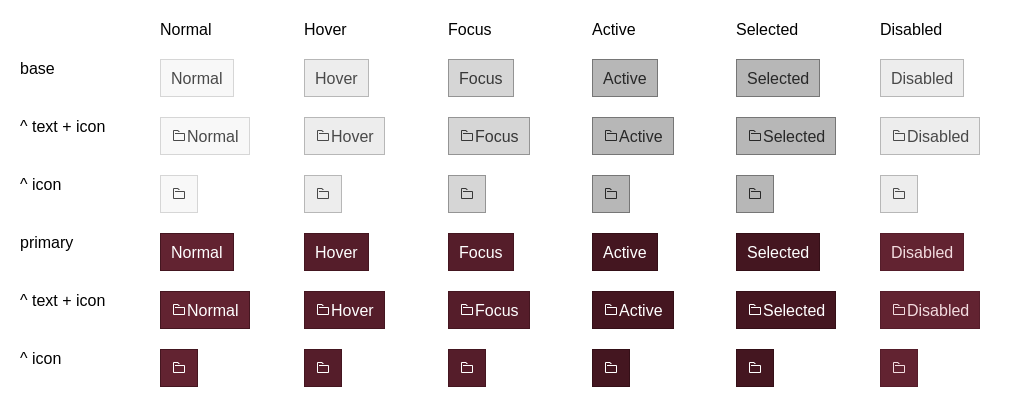 Normal Hover Focus Active Selected Disabled
base Normal Hover Focus Active Selected Disabled
^ text + icon Normal Hover Focus Active Selected Disabled
^ icon
primary Normal Hover Focus Active Selected Disabled
^ text + icon Normal Hover Focus Active Selected Disabled
^ icon